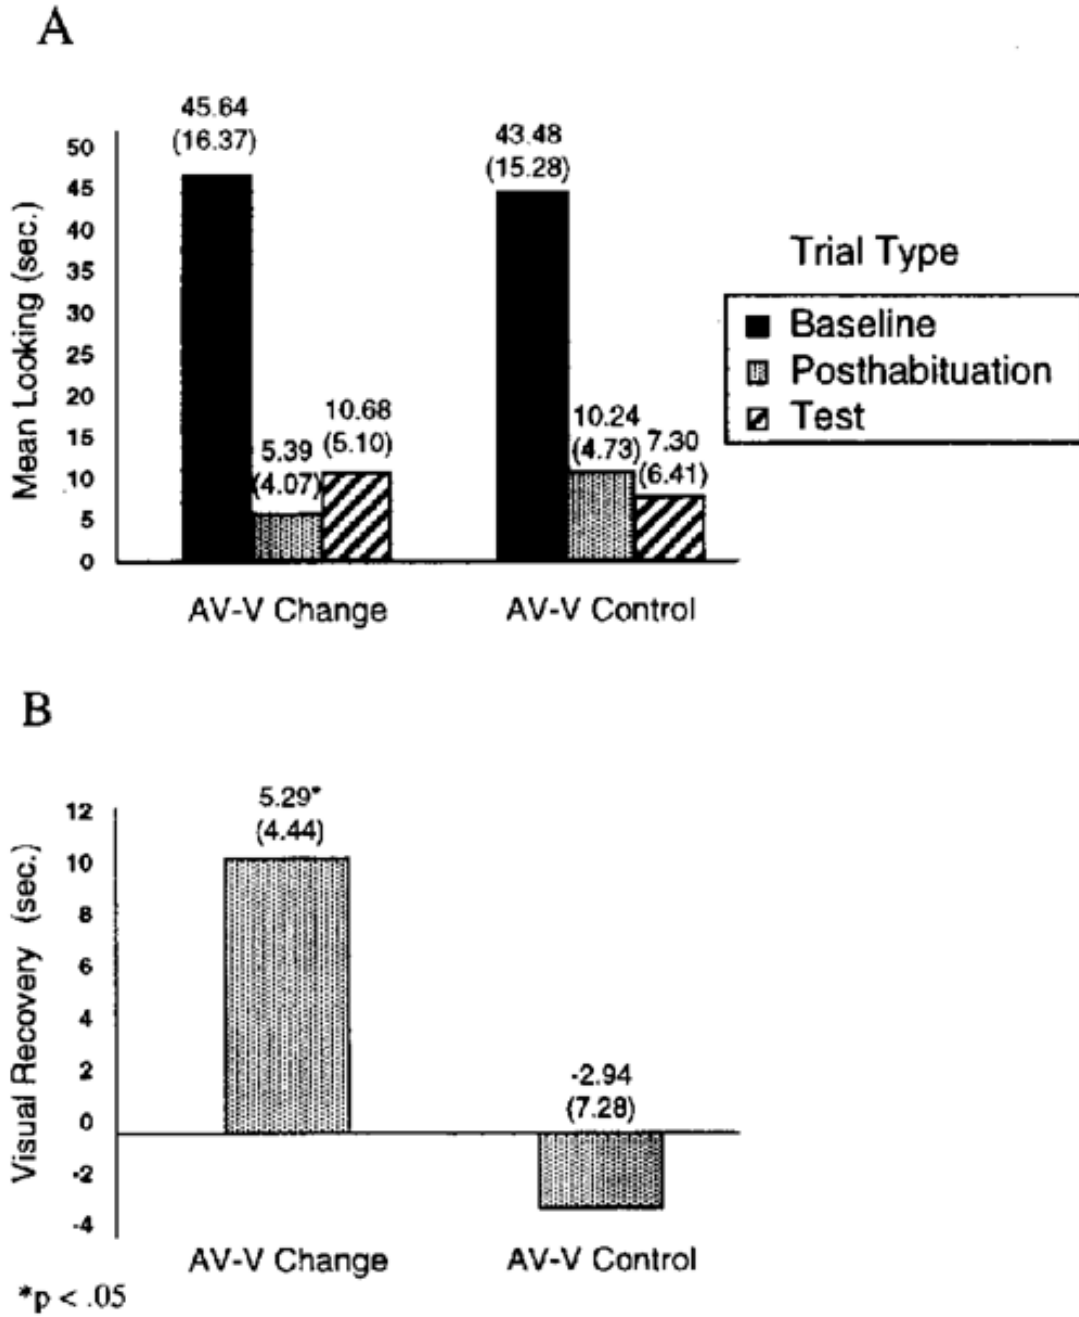 A
45.64
(16.37)
43.48
(15.28)
50
45
40
35
30
25
20
15
10
5
0
Mean Looking (sec.)
5.39
(4.07)
10.68
(5.10)
10.24
(4.73)
7.30
(6.41)
AV-V Change
AV-V Control
Trial Type
Baseline
Posthabituation
Test
B
5.29*
(4.44)
12
10
8
6
4
2
0
-2
-4
Visual Recovery (sec.)
-2.94
(7.28)
AV-V Change
AV-V Control
*p < .05